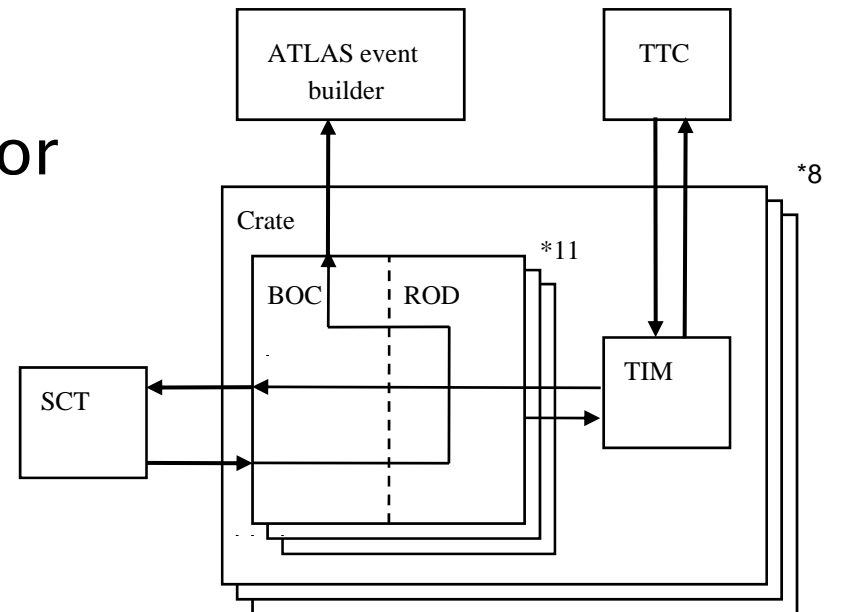 ATLAS event
builder
TTC
or
*8
Crate
*11
BOC
ROD
TIM
SCT